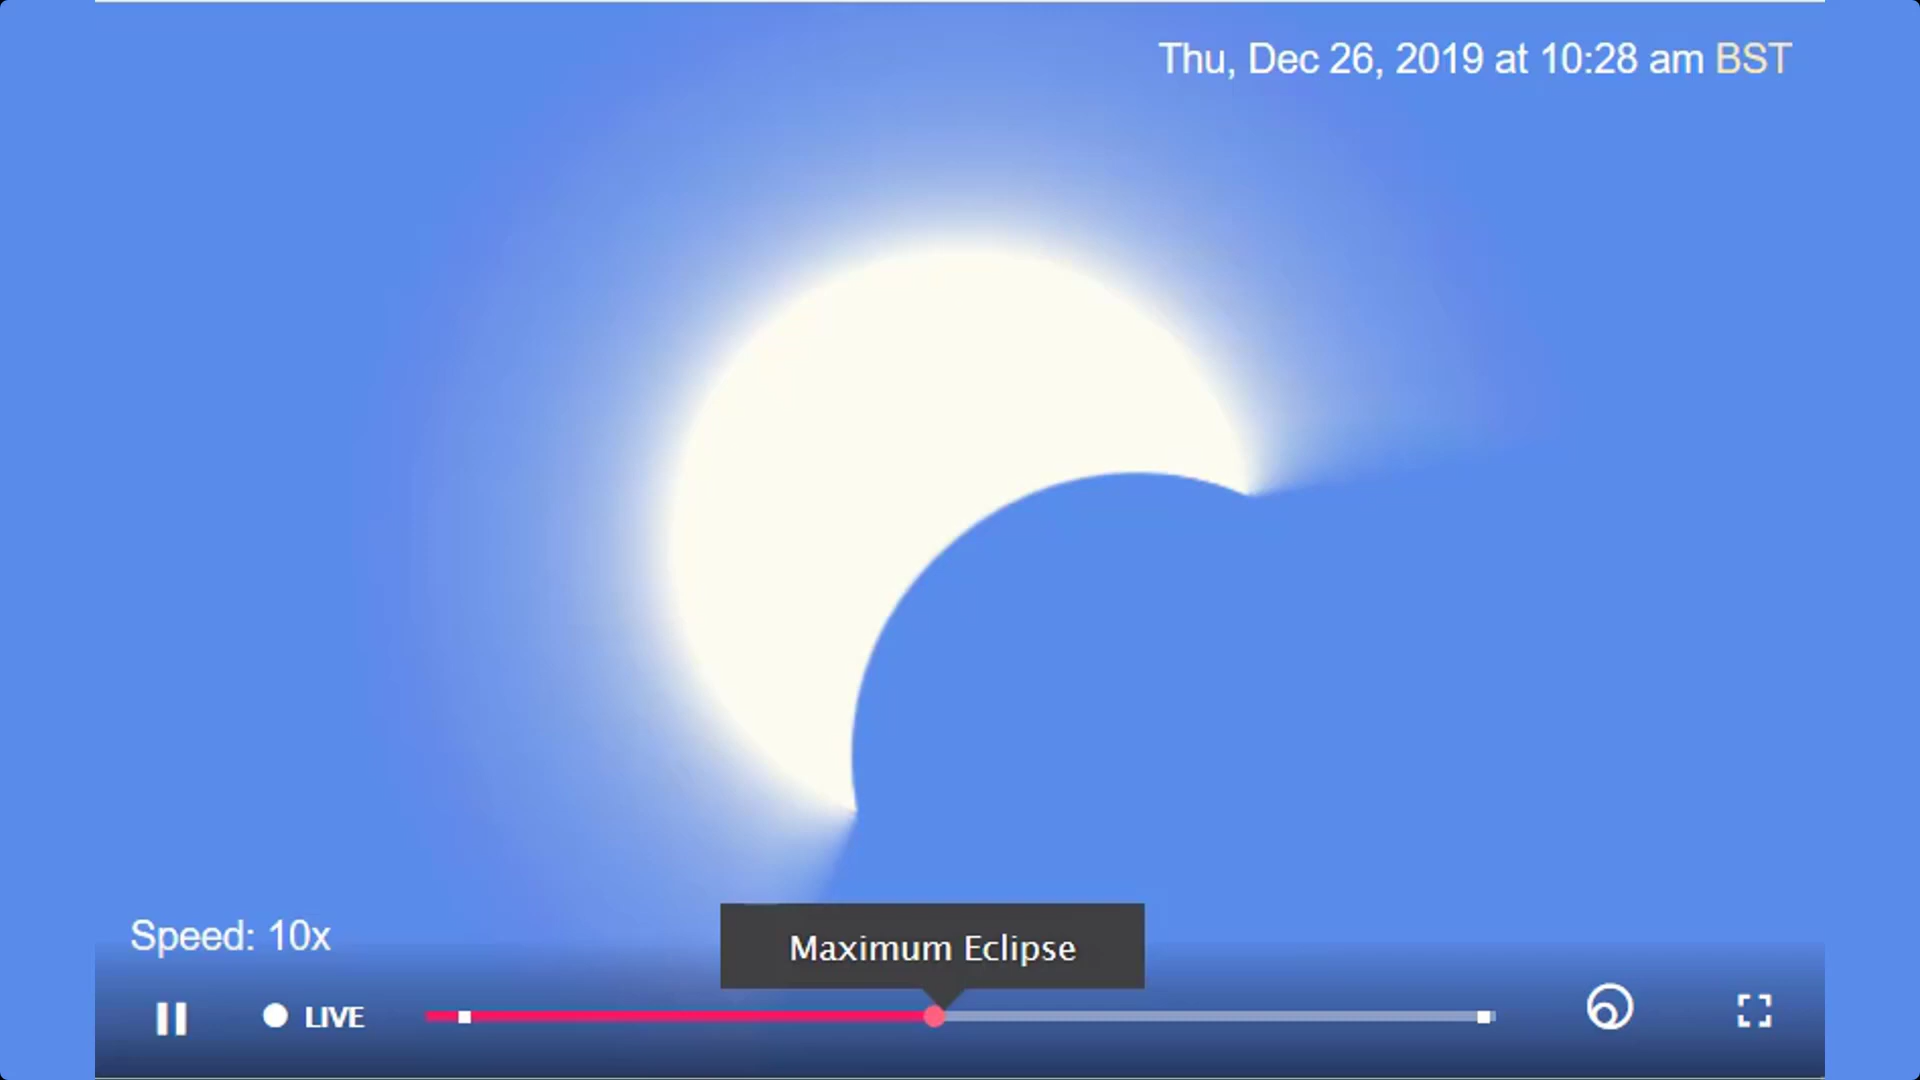 Thu, Dec 26, 2019 at 10:28 am BST
Speed: 10x
Maximum Eclipse
LIVE